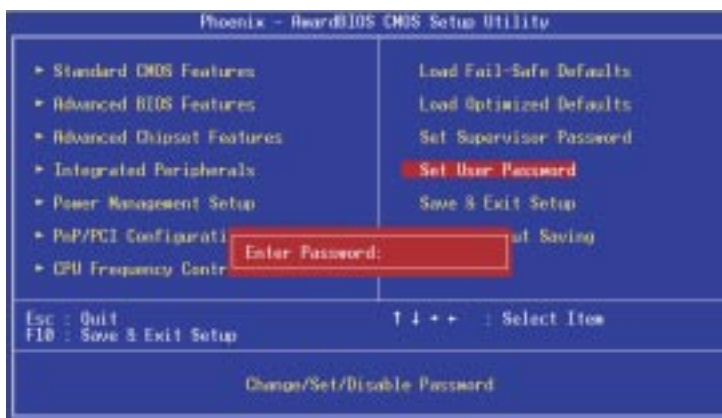 Phoenix - AwardBIOS CMOS Setup Utility
► Standard CMOS Features
► Advanced BIOS Features
► Advanced Chipset Features
► Integrated Peripherals
► Power Management Setup
► PnP/PCI Configurati
► CPU Frequency Contr
Load Fail-Safe Defaults
Load Optimized Defaults
Set Supervisor Password
Set User Password
Save & Exit Setup
ut Saving
Enter Password:
Esc : Quit
F10 : Save & Exit Setup
↑ ↓ → ← : Select Item
Change/Set/Disable Password